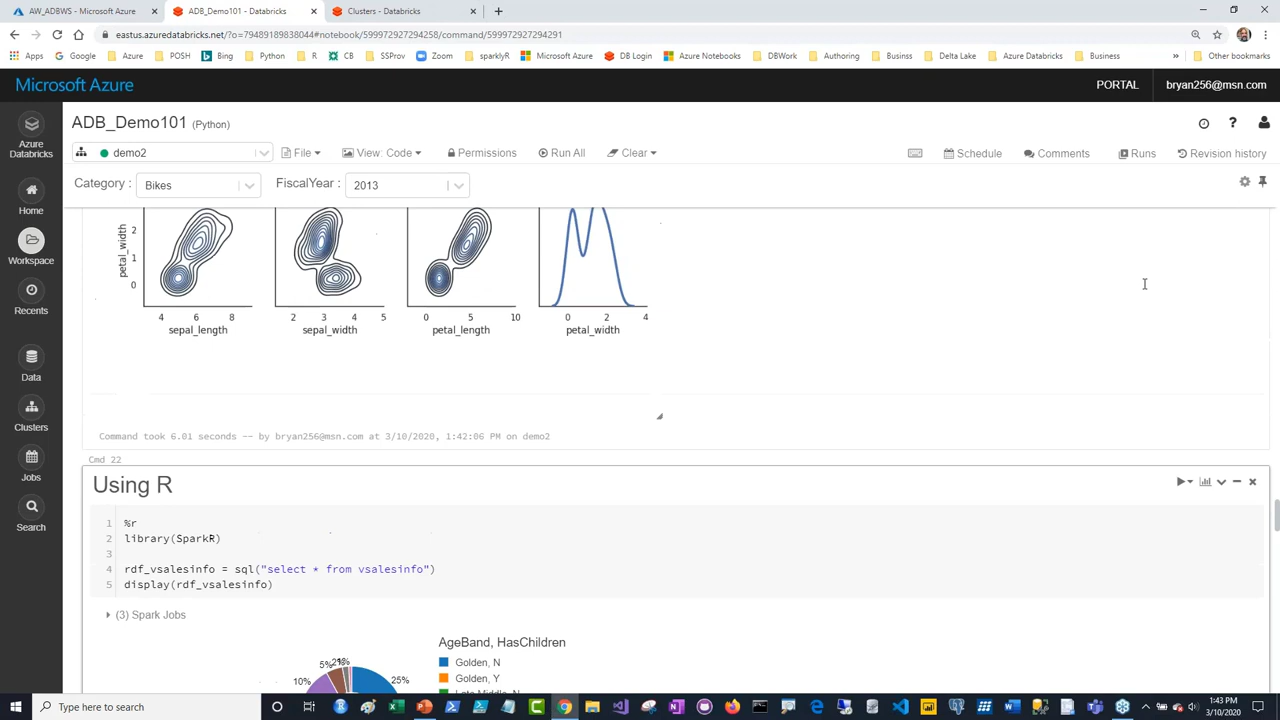 AW_ADBWS - Microsoft Azure
ADB_Demo101 - Databricks
Clusters - Databricks
eastus.azuredatabricks.net/?o=79489189838044#notebook/599972927294258/command/599972927294291
Apps Google Azure POSH Bing Python R CB SSProv Zoom sparklyR Microsoft Azure DB Login Azure Notebooks DBWork Authoring Businss Delta Lake Azure Databricks Business » Other bookmarks
Microsoft Azure
PORTAL bryan256@msn.com
ADB_Demo101 (Python)
demo2 File View: Code Permissions Run All Clear Schedule Comments Runs Revision history
Category : Bikes FiscalYear : 2013
Azure
Databricks
Home
Workspace
Recents
Data
Clusters
Jobs
Search
petal_width
2
1
0
4 6 8 2 3 4 5 0 5 10 0 2 4
sepal_length sepal_width petal_length petal_width
Command took 6.01 seconds -- by bryan256@msn.com at 3/10/2020, 1:42:06 PM on demo2
Cmd 22
Using R
1 %r
2 library(SparkR)
3
4 rdf_vsalesinfo = sql("select * from vsalesinfo")
5 display(rdf_vsalesinfo)
(3) Spark Jobs
AgeBand, HasChildren
Golden, N
Golden, Y
Late Middle, N
10% 25%
Type here to search
1:43 PM
3/10/2020